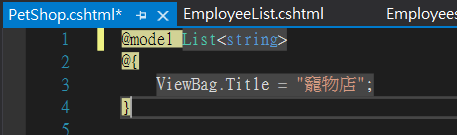 PetShop.cshtml* EmployeeList.cshtml Employees
1 @model List<string>
2 @{
3 ViewBag.Title = "寵物店";
4 }
5